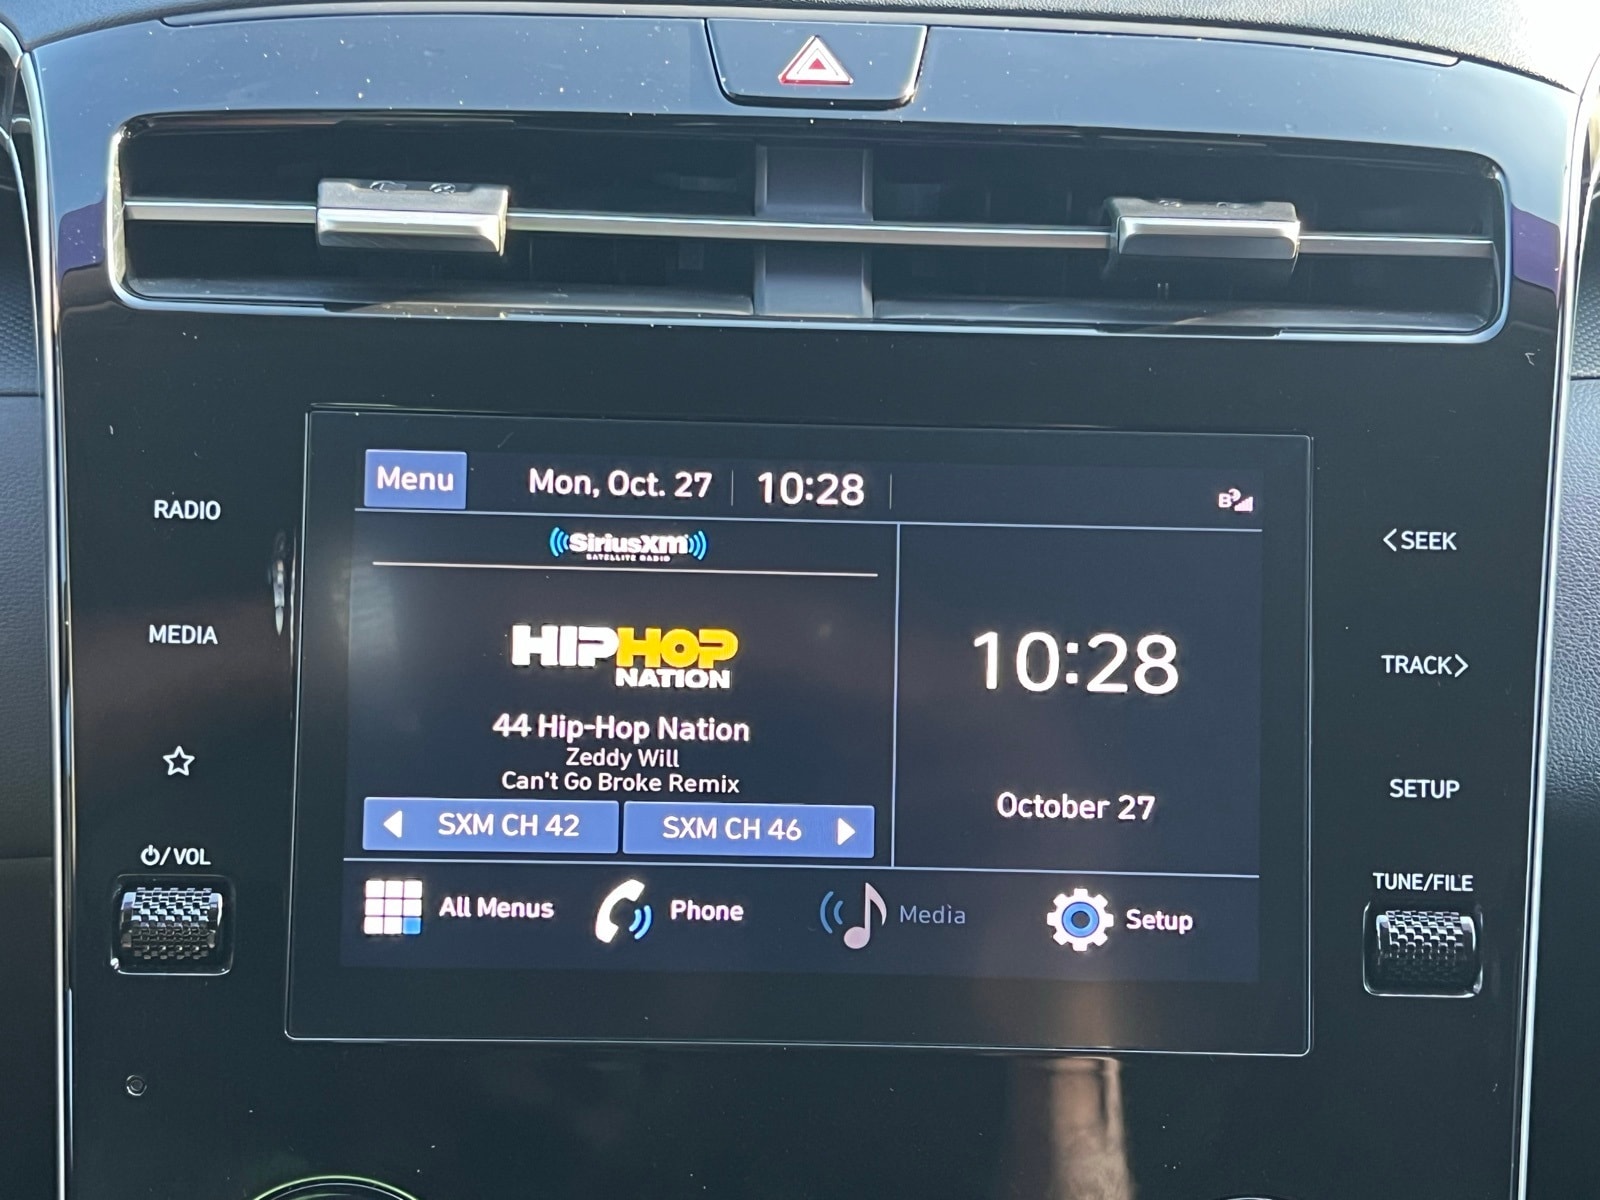 Menu
Mon, Oct. 27
10:28
SiriusXM
SATELLITE RADIO
HIPHOP
NATION
44 Hip-Hop Nation
Zeddy Will
Can't Go Broke Remix
SXM CH 42
SXM CH 46
10:28
October 27
All Menus
Phone
Media
Setup
RADIO
MEDIA
/VOL
<SEEK
TRACK>
SETUP
TUNE/FILE